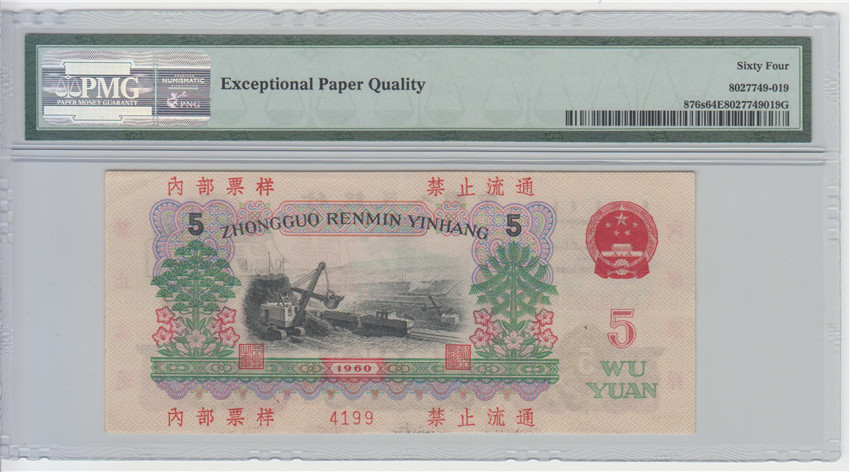 PMG
PAPER MONEY GUARANTY
NUMISMATIC
PNG
Exceptional Paper Quality
Sixty Four
8027749-019
876s64E8027749019G
內部票样 禁止流通
5 ZHONGGUO RENMIN YINHANG 5
5
WU
YUAN
1960
內部票样 4199 禁止流通